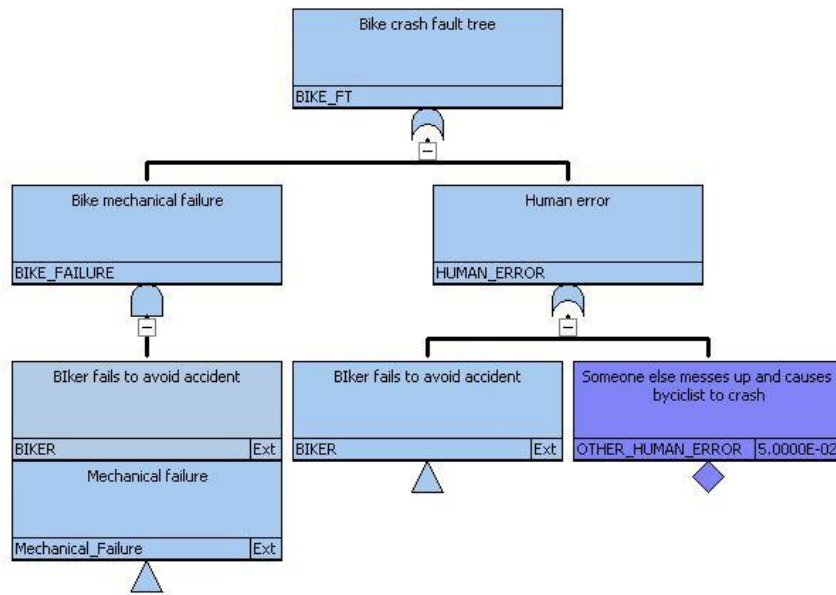 Bike crash fault tree
BIKE_FT
Bike mechanical failure
BIKE_FAILURE
Human error
HUMAN_ERROR
BIker fails to avoid accident
BIKER Ext
Mechanical failure
Mechanical_Failure Ext
BIker fails to avoid accident
BIKER Ext
Someone else messes up and causes
byciclist to crash
OTHER_HUMAN_ERROR 5.0000E-02